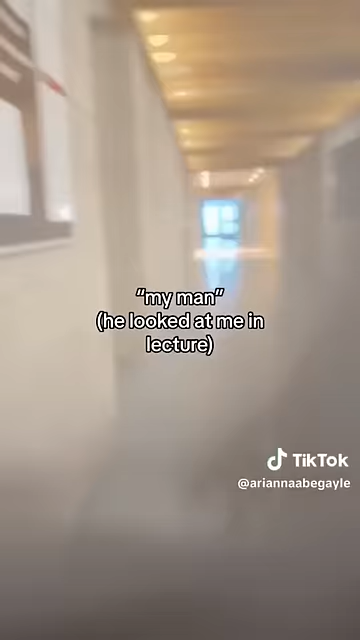 “my man”
(he looked at me in
lecture)
TikTok
@ariannaabegayle